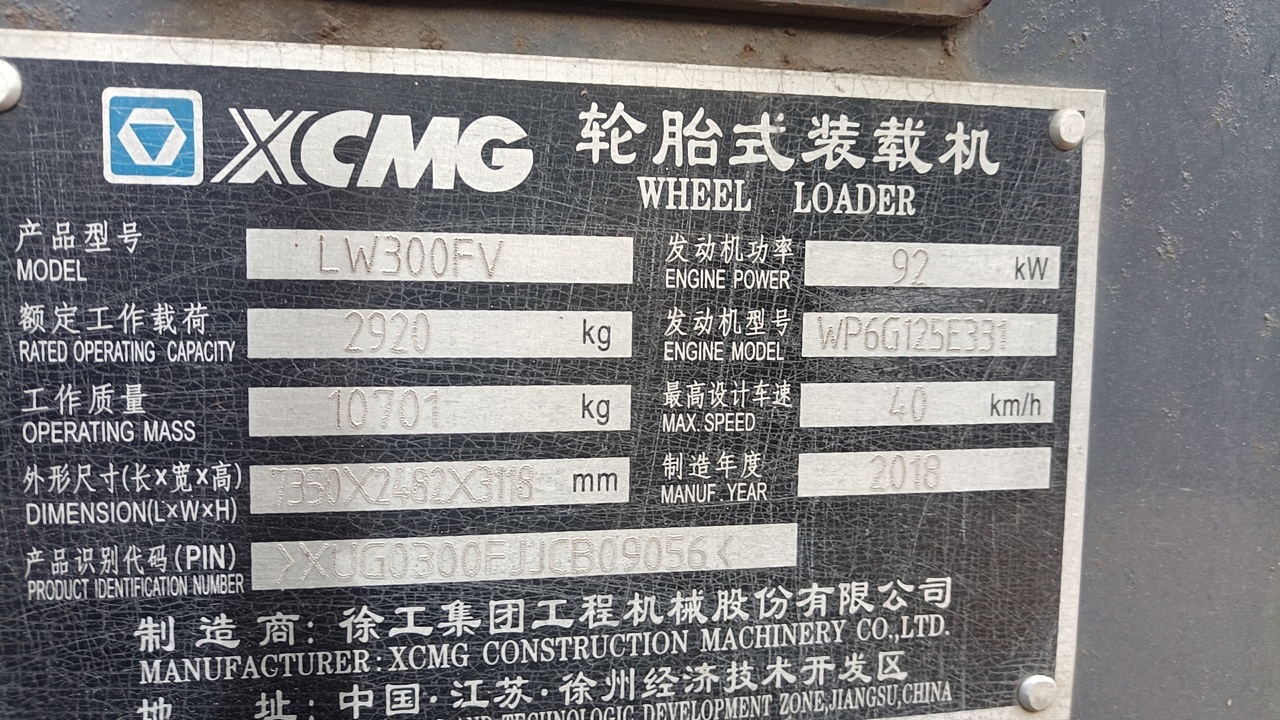 XCMG 轮胎式装载机
WHEEL LOADER
产品型号 LW300FV
MODEL
发动机功率 92 kW
ENGINE POWER
额定工作载荷 2920 kg
RATED OPERATING CAPACITY
发动机型号 WP6G125E331
ENGINE MODEL
工作质量 10701 kg
OPERATING MASS
最高设计车速 40 km/h
MAX. SPEED
外形尺寸(长×宽×高) 7350X2482X3118 mm
DIMENSION(L×W×H)
制造年度 2018
MANUF. YEAR
产品识别代码(PIN) >XUG0300FJJCB09056<
PRODUCT IDENTIFICATION NUMBER
制造商: 徐工集团工程机械股份有限公司
MANUFACTURER: XCMG CONSTRUCTION MACHINERY CO.,LTD.
地址: 中国·江苏·徐州经济技术开发区
AND TECHNOLOGIC DEVELOPMENT ZONE,JIANGSU,CHINA